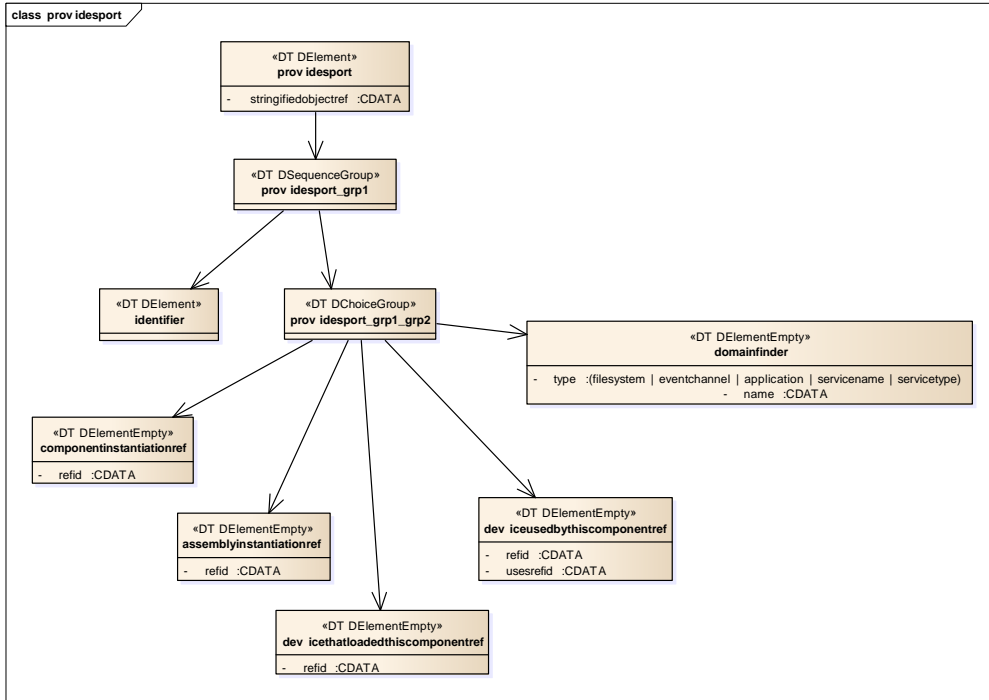 class prov idesport
«DT DElement»
prov idesport
- stringifiedobjectref :CDATA
«DT DSequenceGroup»
prov idesport_grp1
«DT DElement»
identifier
«DT DChoiceGroup»
prov idesport_grp1_grp2
«DT DElementEmpty»
domainfinder
- type :(filesystem | eventchannel | application | servicename | servicetype)
- name :CDATA
«DT DElementEmpty»
componentinstantiationref
- refid :CDATA
«DT DElementEmpty»
assemblyinstantiationref
- refid :CDATA
«DT DElementEmpty»
dev iceusedbythiscomponentref
- refid :CDATA
- usesrefid :CDATA
«DT DElementEmpty»
dev icethatloadedthiscomponentref
- refid :CDATA